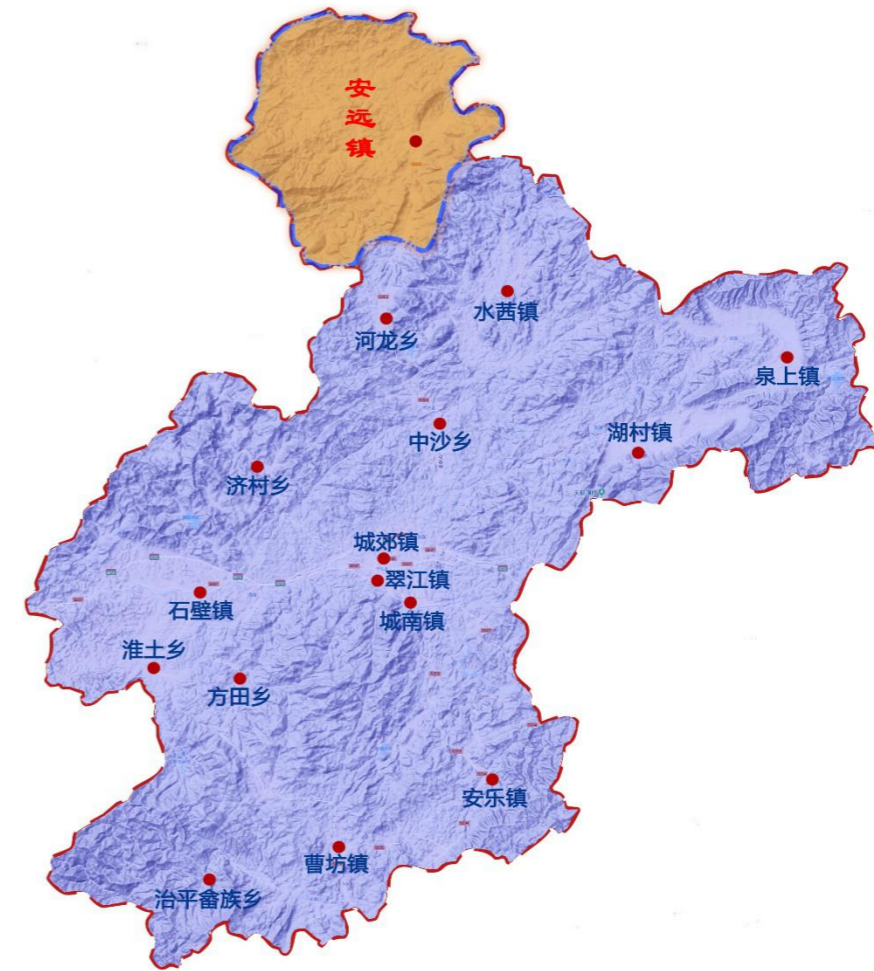 安远镇
水茜镇
河龙乡
泉上镇
中沙乡
湖村镇
济村乡
城郊镇
翠江镇
石壁镇
城南镇
淮土乡
方田乡
安乐镇
曹坊镇
治平畲族乡